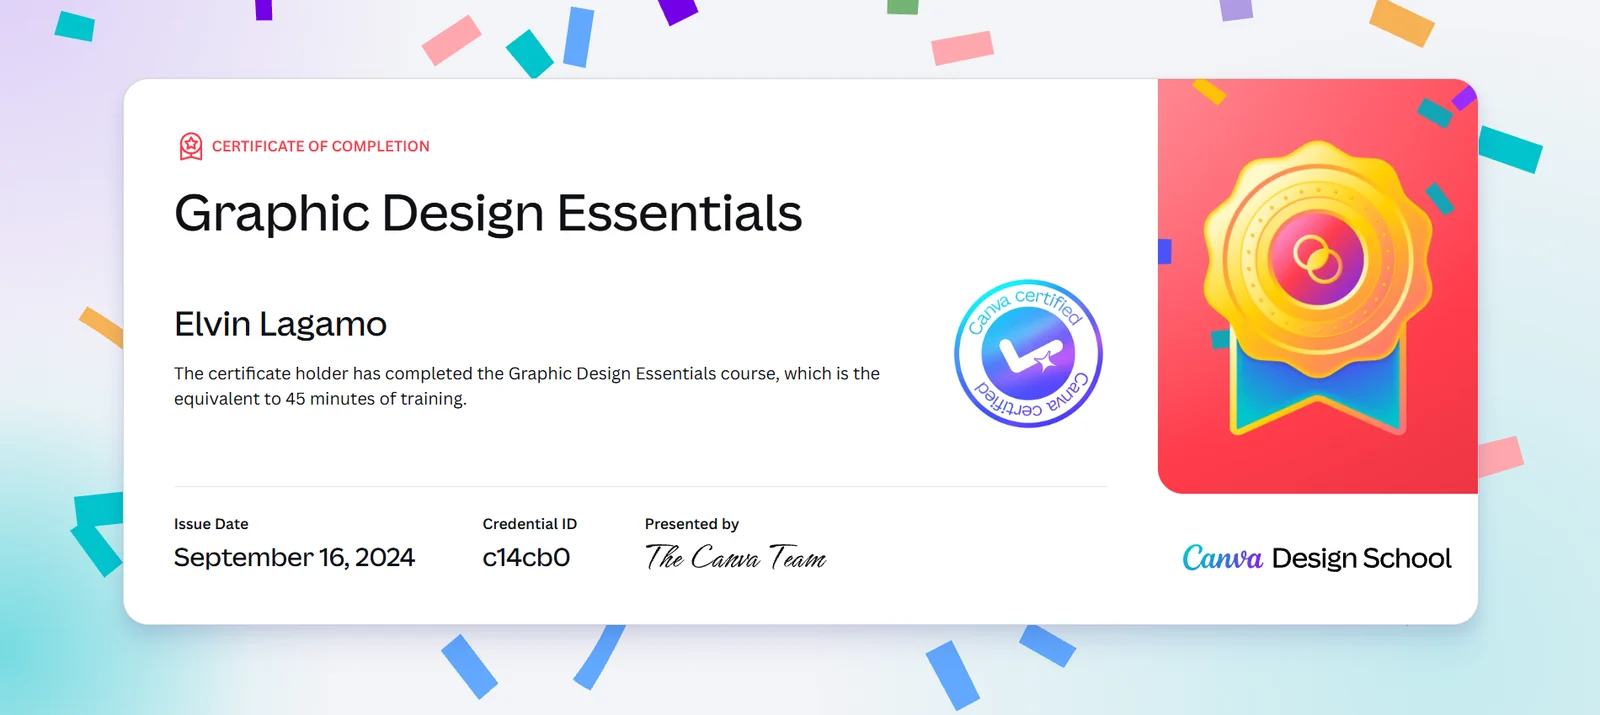 CERTIFICATE OF COMPLETION
Graphic Design Essentials
Elvin Lagamo
The certificate holder has completed the Graphic Design Essentials course, which is the
equivalent to 45 minutes of training.
Canva certified
Canva certified
Issue Date
September 16, 2024
Credential ID
c14cb0
Presented by
The Canva Team
Canva Design School